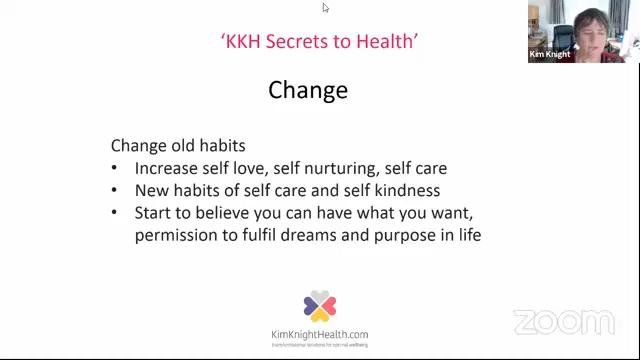 'KKH Secrets to Health'
Kim Knight
Change
Change old habits
• Increase self love, self nurturing, self care
• New habits of self care and self kindness
• Start to believe you can have what you want,
permission to fulfil dreams and purpose in life
KimKnightHealth.com
transformational solutions for optimal wellbeing
zoom